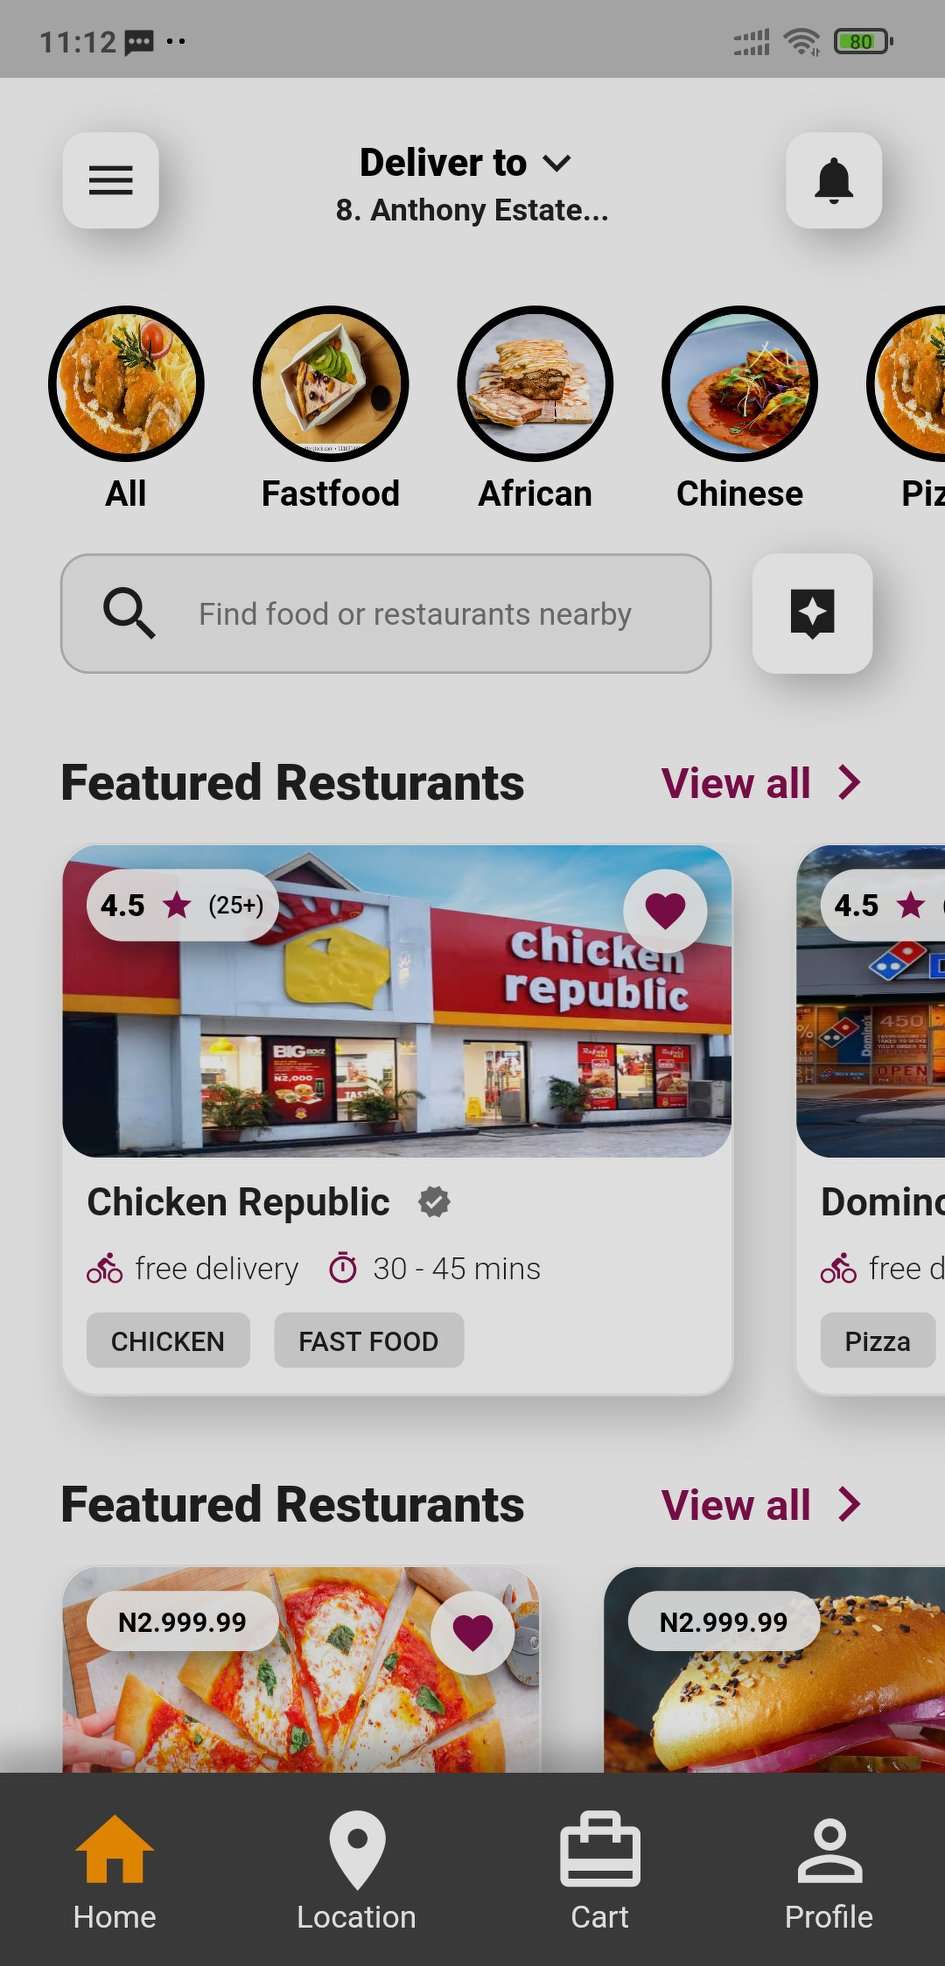 11:12
80
Deliver to
8. Anthony Estate...
All
Fastfood
African
Chinese
Piz
Find food or restaurants nearby
Featured Resturants
View all
4.5 (25+)
4.5
chicken
republic
BIG BOYZ
N2,000
450
OPEN
Domino's
Chicken Republic
Domino
free delivery
30 - 45 mins
free d
CHICKEN
FAST FOOD
Pizza
Featured Resturants
View all
N2.999.99
N2.999.99
Home
Location
Cart
Profile